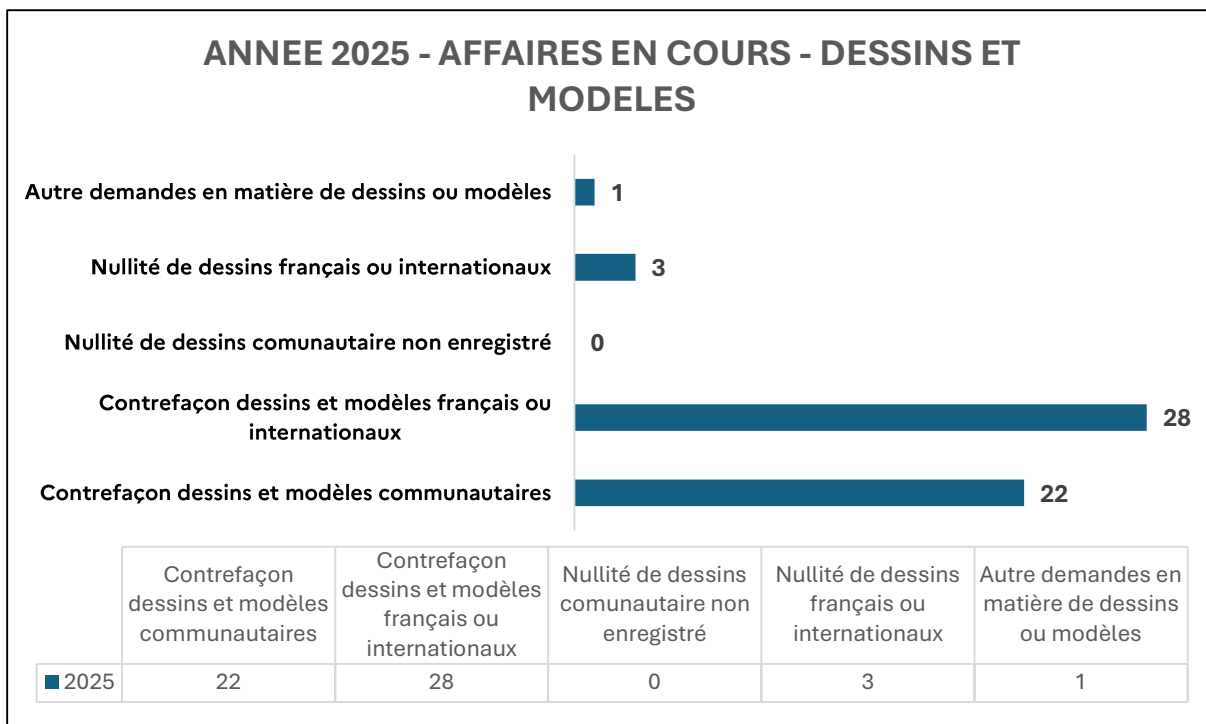 ANNEE 2025 - AFFAIRES EN COURS - DESSINS ET
MODELES
Autre demandes en matière de dessins ou modèles
1
Nullité de dessins français ou internationaux
3
Nullité de dessins comunautaire non enregistré
0
Contrefaçon dessins et modèles français ou
internationaux
28
Contrefaçon dessins et modèles communautaires
22
Contrefaçon
dessins et modèles
communautaires
Contrefaçon
dessins et modèles
français ou
internationaux
Nullité de dessins
comunautaire non
enregistré
Nullité de dessins
français ou
internationaux
Autre demandes en
matière de dessins
ou modèles
2025 22 28 0 3 1